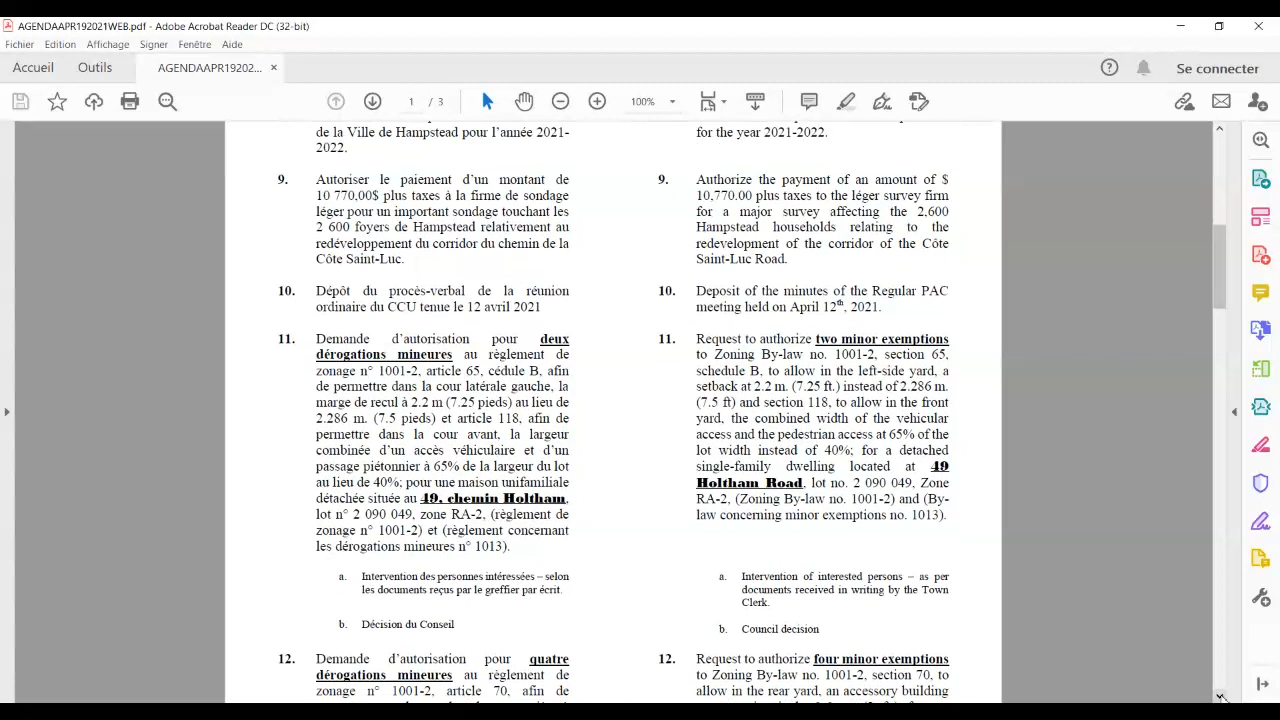 AGENDAAPR192021WEB.pdf - Adobe Acrobat Reader DC (32-bit)
Fichier Edition Affichage Signer Fenêtre Aide
Accueil Outils AGENDAAPR19202... × Se connecter
1 / 3 100%
de la Ville de Hampstead pour l'année 2021-
2022.
9. Autoriser le paiement d'un montant de
10 770,00$ plus taxes à la firme de sondage
léger pour un important sondage touchant les
2 600 foyers de Hampstead relativement au
redéveloppement du corridor du chemin de la
Côte Saint-Luc.
10. Dépôt du procès-verbal de la réunion
ordinaire du CCU tenue le 12 avril 2021
11. Demande d'autorisation pour deux
dérogations mineures au règlement de
zonage n° 1001-2, article 65, cédule B, afin
de permettre dans la cour latérale gauche, la
marge de recul à 2.2 m (7.25 pieds) au lieu de
2.286 m. (7.5 pieds) et article 118, afin de
permettre dans la cour avant, la largeur
combinée d'un accès véhiculaire et d'un
passage piétonnier à 65% de la largeur du lot
au lieu de 40%; pour une maison unifamiliale
détachée située au 49, chemin Holtham,
lot n° 2 090 049, zone RA-2, (règlement de
zonage n° 1001-2) et (règlement concernant
les dérogations mineures n° 1013).
a. Intervention des personnes intéressées – selon
les documents reçus par le greffier par écrit.
b. Décision du Conseil
12. Demande d'autorisation pour quatre
dérogations mineures au règlement de
zonage n° 1001-2, article 70, afin de
for the year 2021-2022.
9. Authorize the payment of an amount of $
10,770.00 plus taxes to the léger survey firm
for a major survey affecting the 2,600
Hampstead households relating to the
redevelopment of the corridor of the Côte
Saint-Luc Road.
10. Deposit of the minutes of the Regular PAC
meeting held on April 12th, 2021.
11. Request to authorize two minor exemptions
to Zoning By-law no. 1001-2, section 65,
schedule B, to allow in the left-side yard, a
setback at 2.2 m. (7.25 ft.) instead of 2.286 m.
(7.5 ft) and section 118, to allow in the front
yard, the combined width of the vehicular
access and the pedestrian access at 65% of the
lot width instead of 40%; for a detached
single-family dwelling located at 49
Holtham Road, lot no. 2 090 049, Zone
RA-2, (Zoning By-law no. 1001-2) and (By-
law concerning minor exemptions no. 1013).
a. Intervention of interested persons – as per
documents received in writing by the Town
Clerk.
b. Council decision
12. Request to authorize four minor exemptions
to Zoning By-law no. 1001-2, section 70, to
allow in the rear yard, an accessory building